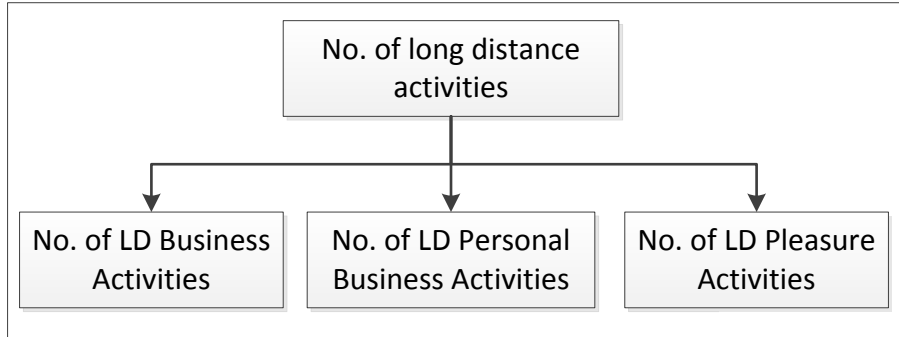 No. of long distance
activities
No. of LD Business
Activities
No. of LD Personal
Business Activities
No. of LD Pleasure
Activities